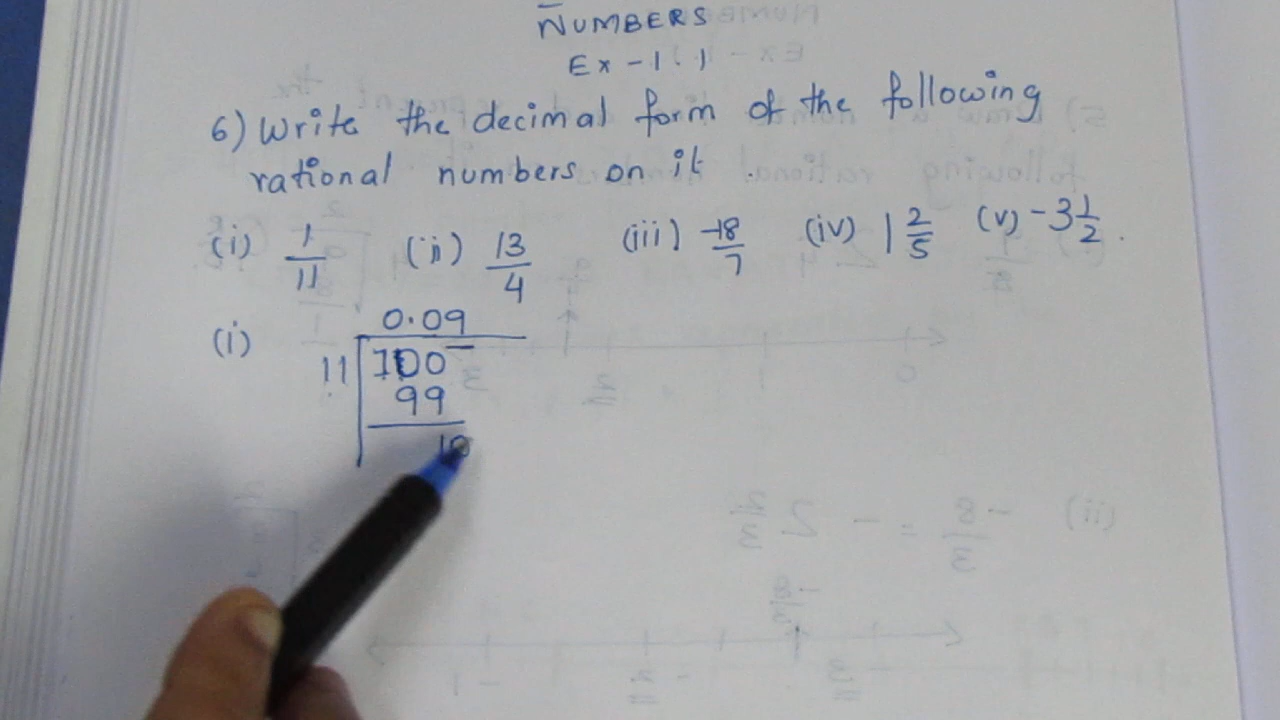 NUMBERS
Ex - 1.1
6) Write the decimal form of the following
rational numbers on it.
(i) 1/11 (ii) 13/4 (iii) -18/7 (iv) 1 2/5 (v) -3 1/2.
(i) 0.09
11 100
99
10